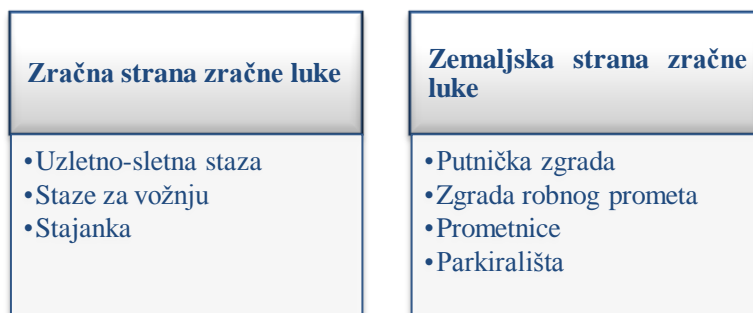 Zračna strana zračne luke
•Uzletno-sletna staza
•Staze za vožnju
•Stajanka
Zemaljska strana zračne
luke
•Putnička zgrada
•Zgrada robnog prometa
•Prometnice
•Parkirališta